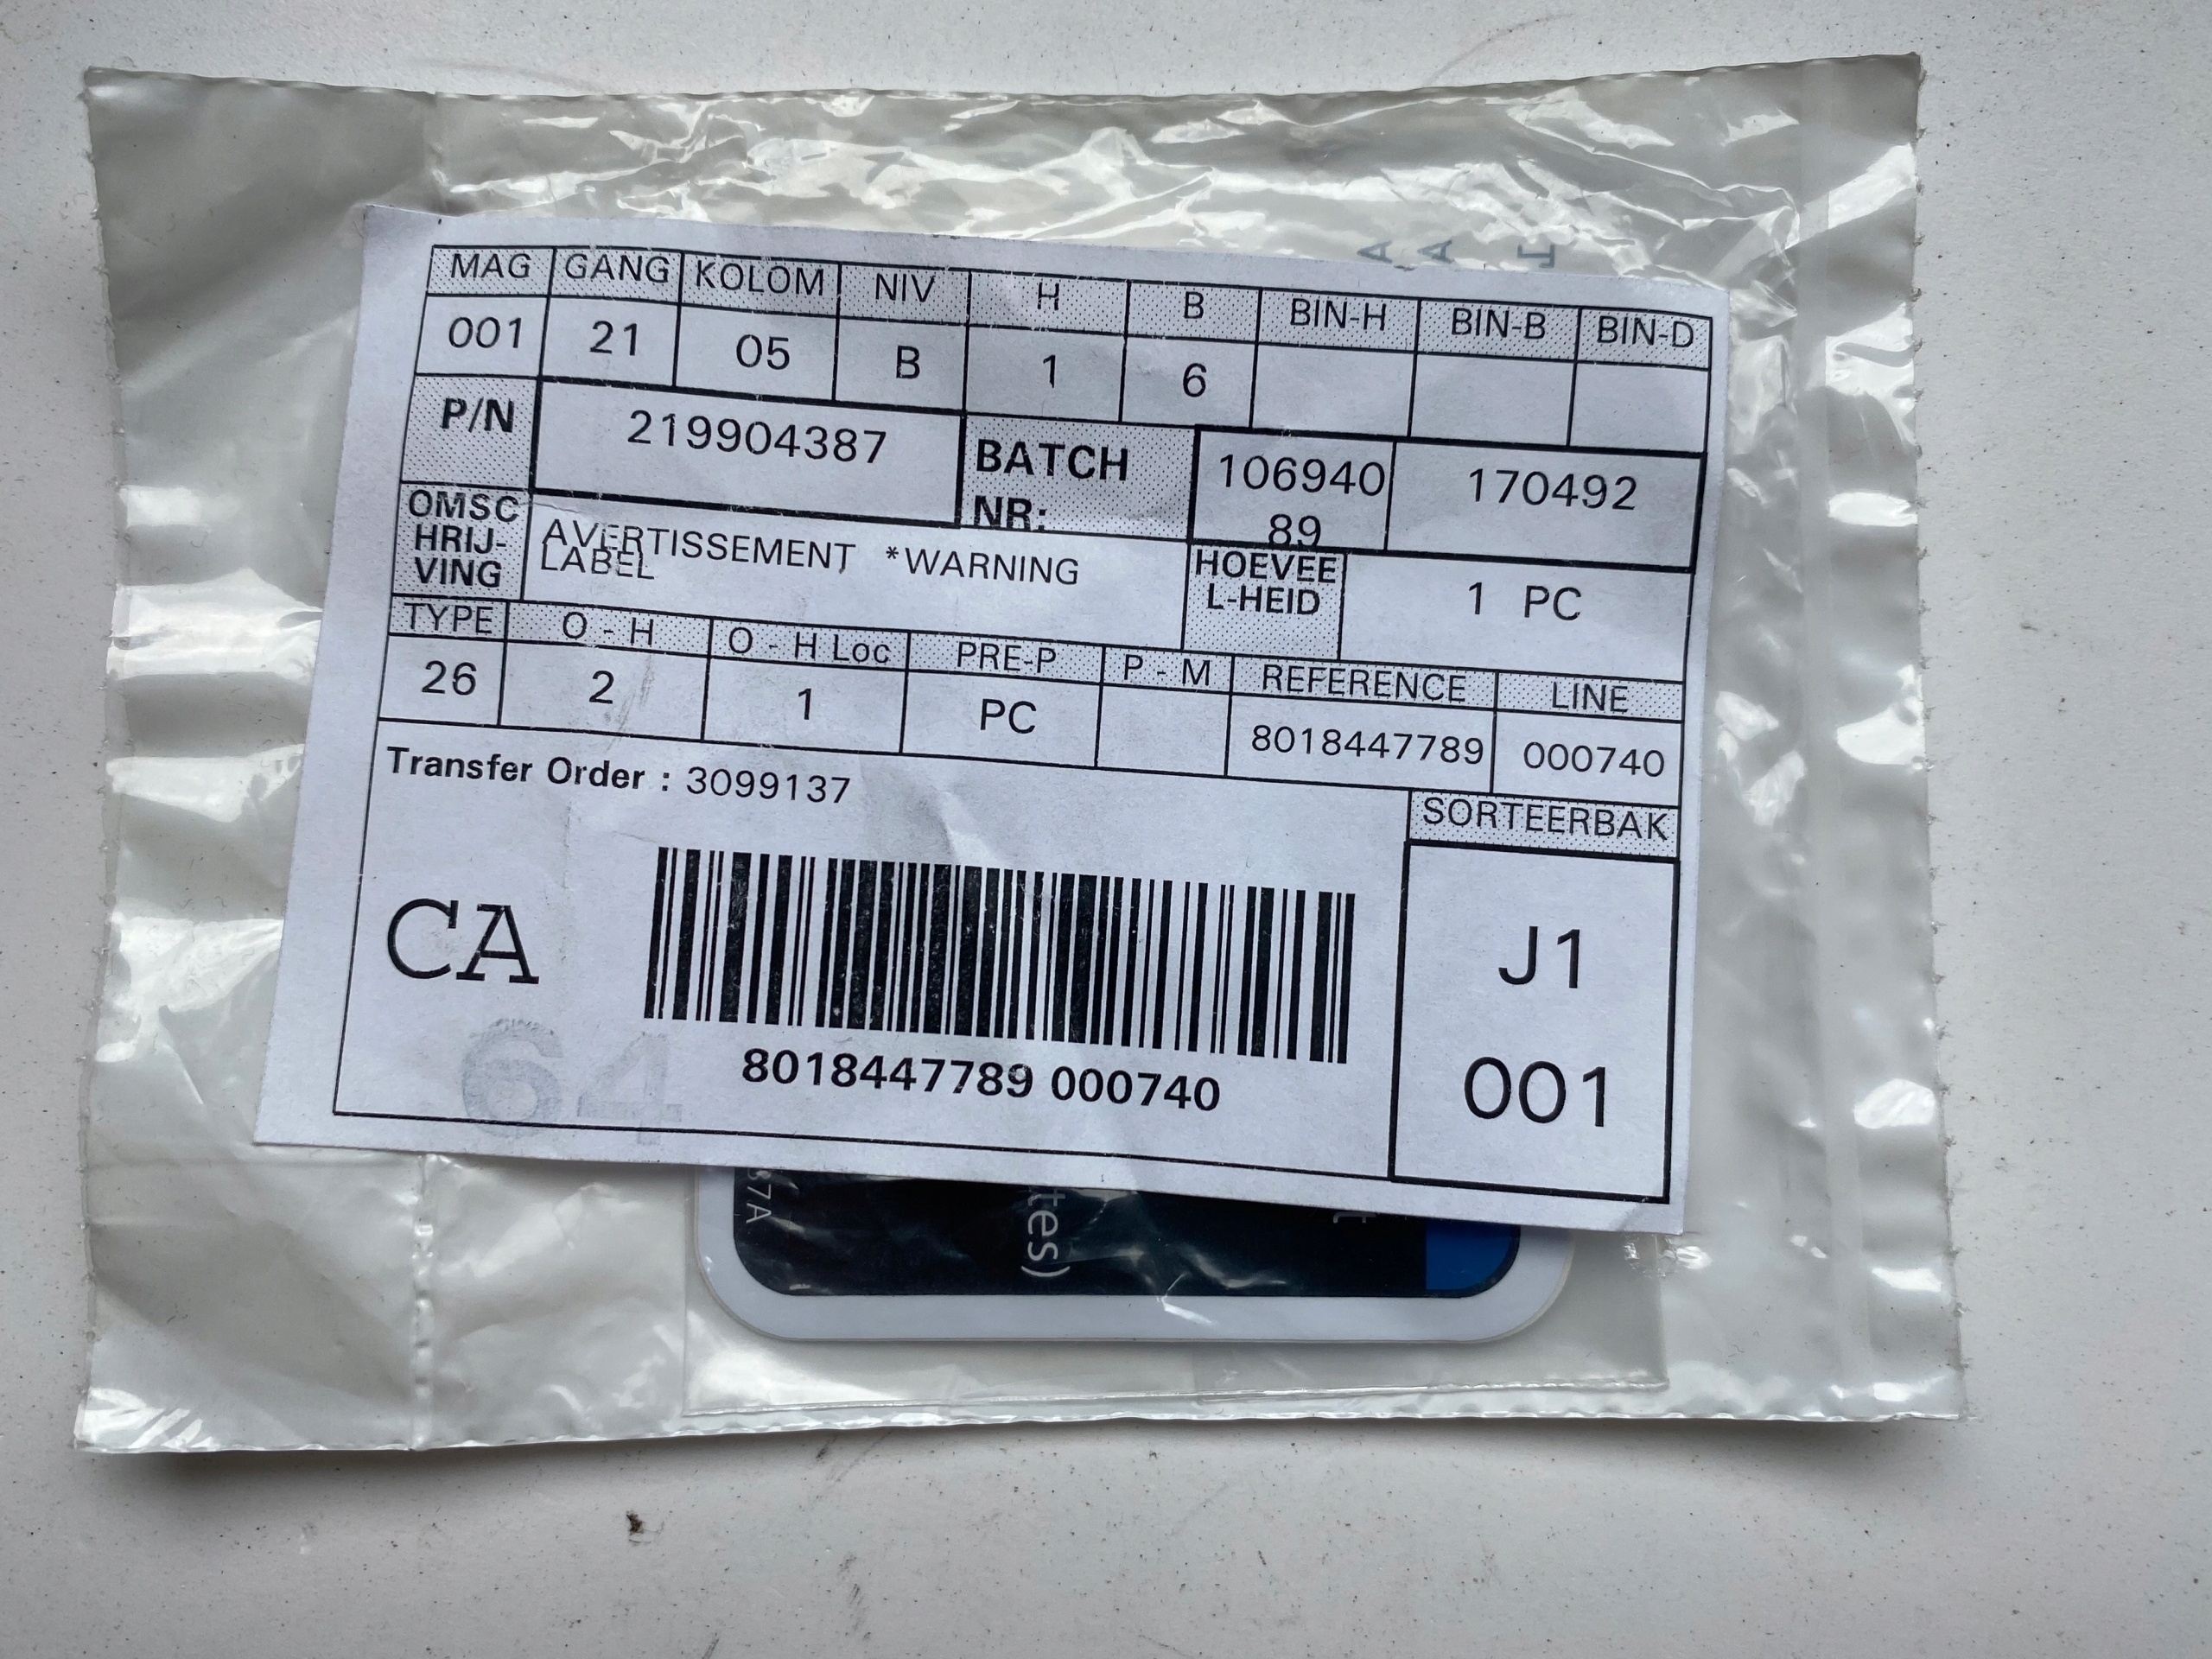 MAG GANG KOLOM NIV H B BIN-H BIN-B BIN-D
001 21 05 B 1 6
P/N 219904387 BATCH NR: 106940 89 170492
OMSC
HRIJ-
VING
AVERTISSEMENT *WARNING
LABEL
HOEVEE
L-HEID
1 PC
TYPE O - H O - H Loc PRE-P P - M REFERENCE LINE
26 2 1 PC 8018447789 000740
Transfer Order : 3099137
SORTEERBAK
CA
J1
001
64
8018447789 000740
37A
tes)
t